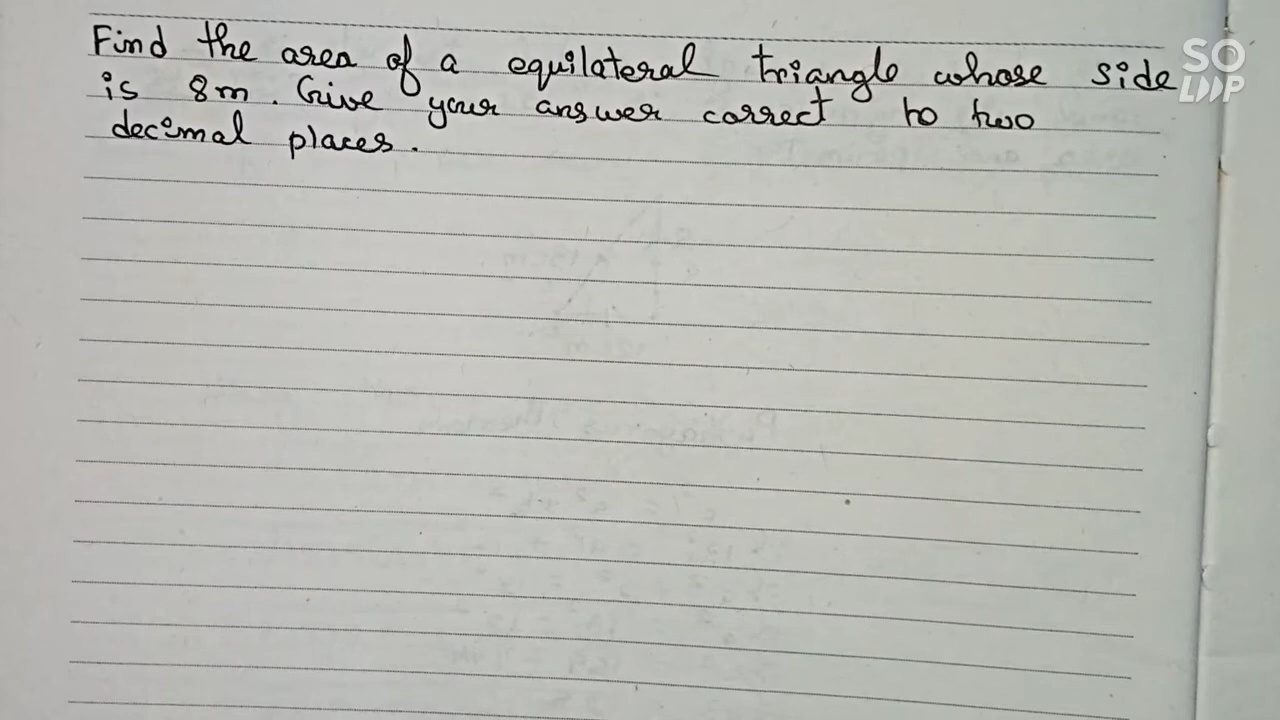 Find the area of a equilateral triangle whose side
is 8m. Give your answer correct to two
decimal places.
SO
LDP